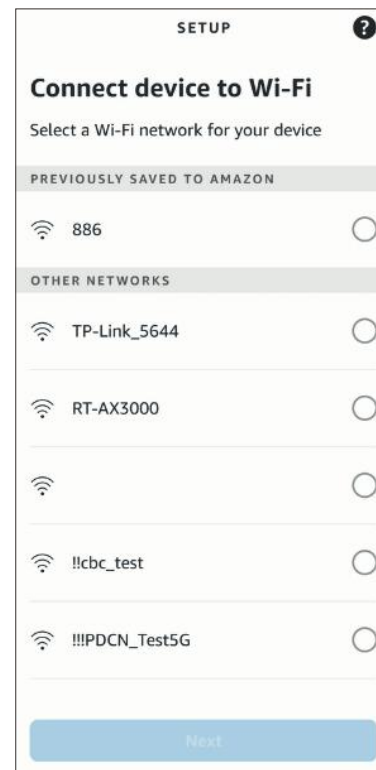 SETUP
?
Connect device to Wi-Fi
Select a Wi-Fi network for your device
PREVIOUSLY SAVED TO AMAZON
886
OTHER NETWORKS
TP-Link_5644
RT-AX3000
!!cbc_test
!!!PDCN_Test5G
Next